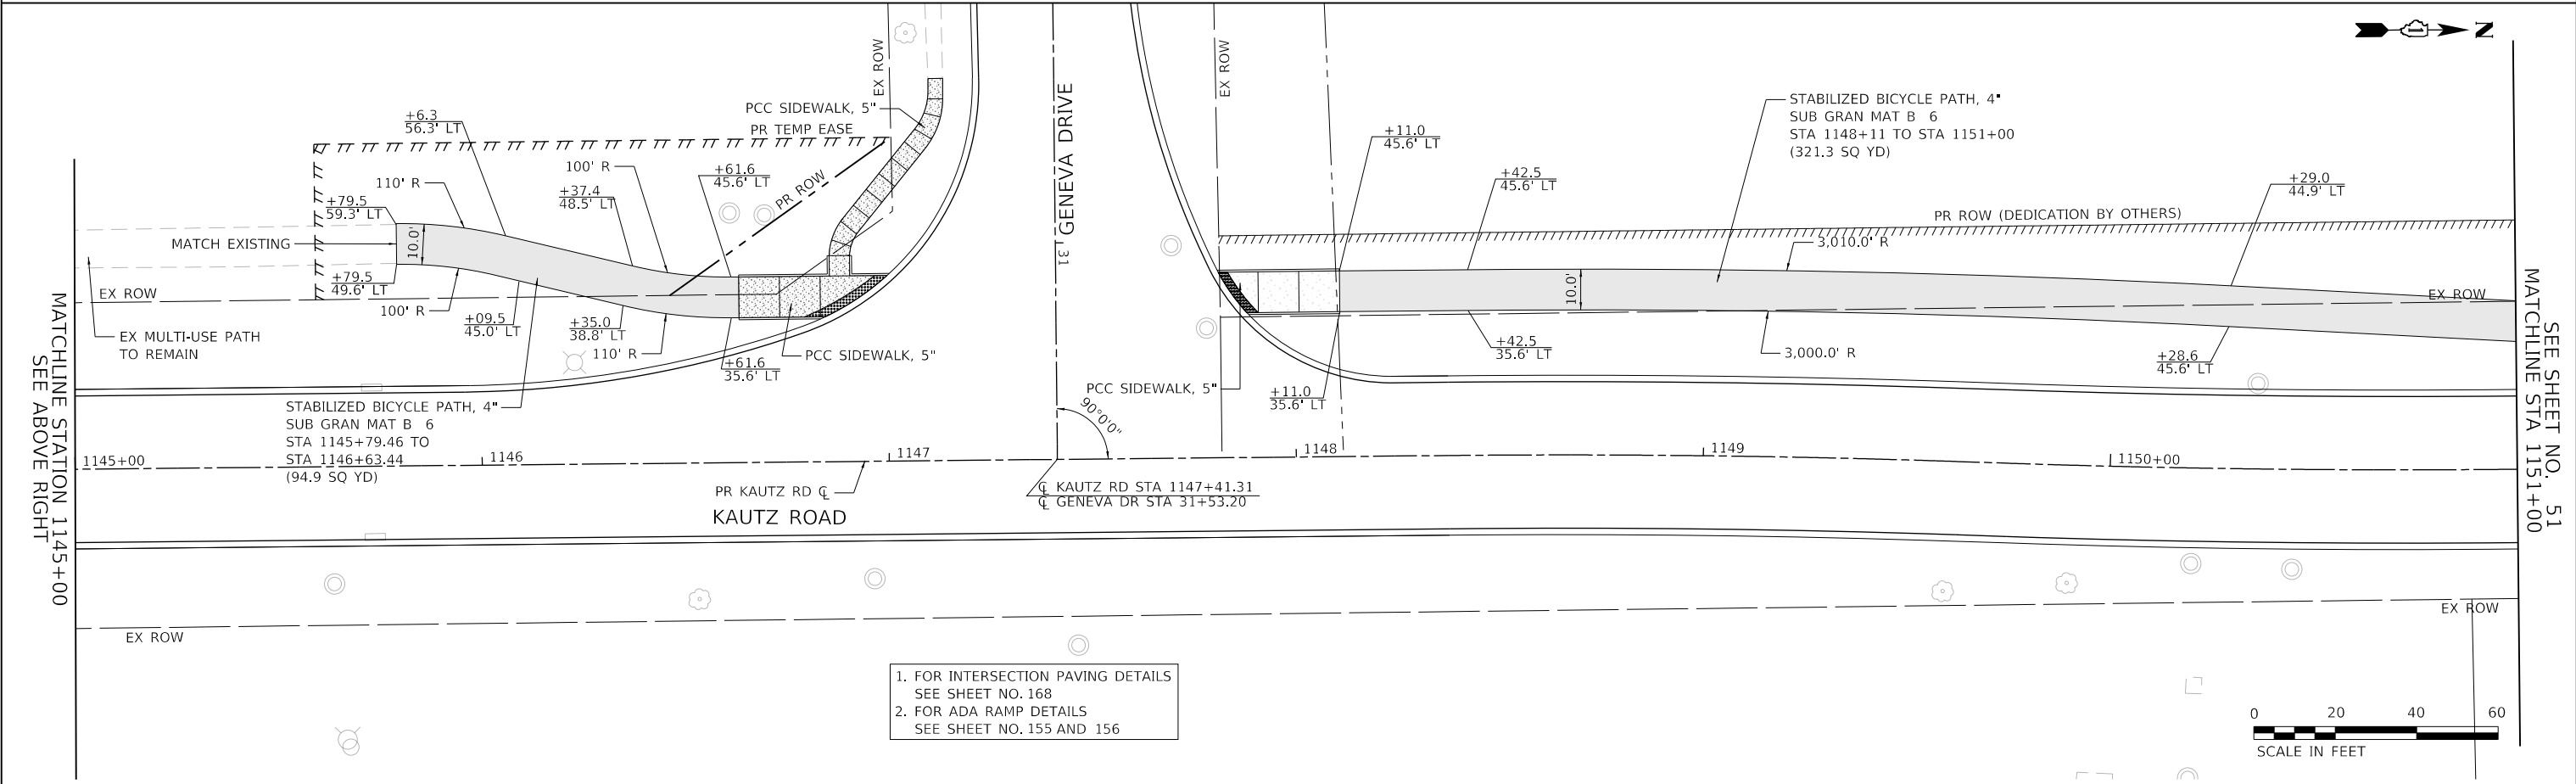 MATCHLINE STATION 1145+00
SEE ABOVE RIGHT
+6.3
56.3' LT
110' R
+79.5
59.3' LT
MATCH EXISTING
10.0'
+79.5
49.6' LT
EX ROW
EX MULTI-USE PATH
TO REMAIN
100' R
+09.5
45.0' LT
100' R
+37.4
48.5' LT
+35.0
38.8' LT
110' R
PCC SIDEWALK, 5"
PR TEMP EASE
+61.6
45.6' LT
PR ROW
EX ROW
+61.6
35.6' LT
PCC SIDEWALK, 5"
STABILIZED BICYCLE PATH, 4"
SUB GRAN MAT B 6
STA 1145+79.46 TO
STA 1146+63.44
(94.9 SQ YD)
1145+00
1146
1147
1148
1149
1150+00
PR KAUTZ RD ℄
KAUTZ ROAD
GENEVA DRIVE
31
90°0'0"
℄ KAUTZ RD STA 1147+41.31
℄ GENEVA DR STA 31+53.20
EX ROW
PCC SIDEWALK, 5"
+11.0
45.6' LT
+11.0
35.6' LT
+42.5
45.6' LT
+42.5
35.6' LT
10.0'
STABILIZED BICYCLE PATH, 4"
SUB GRAN MAT B 6
STA 1148+11 TO STA 1151+00
(321.3 SQ YD)
PR ROW (DEDICATION BY OTHERS)
3,010.0' R
3,000.0' R
+29.0
44.9' LT
+28.6
45.6' LT
EX ROW
N
SEE SHEET NO. 51
MATCHLINE STA 1151+00
EX ROW
EX ROW
1. FOR INTERSECTION PAVING DETAILS
SEE SHEET NO. 168
2. FOR ADA RAMP DETAILS
SEE SHEET NO. 155 AND 156
0 20 40 60
SCALE IN FEET